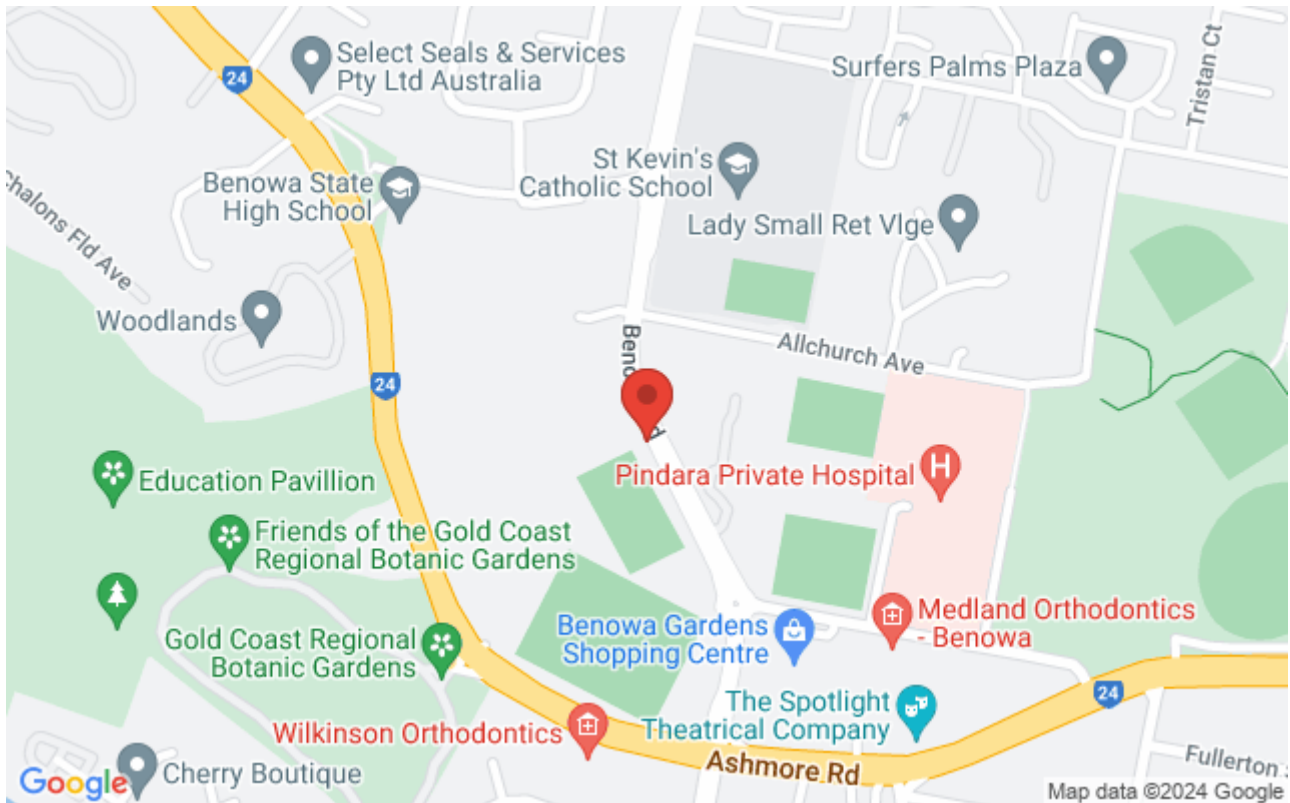 24
Select Seals & Services
Pty Ltd Australia
Surfers Palms Plaza
Tristan Ct
St Kevin's
Catholic School
Benowa State
High School
Chalons Fld Ave
Lady Small Ret Vlge
Woodlands
Allchurch Ave
24
Pindara Private Hospital
Education Pavillion
Friends of the Gold Coast
Regional Botanic Gardens
Gold Coast Regional
Botanic Gardens
Benowa Gardens
Shopping Centre
Medland Orthodontics
- Benowa
24
The Spotlight
Theatrical Company
Wilkinson Orthodontics
Ashmore Rd
Fullerton
Cherry Boutique
Google
Map data ©2024 Google